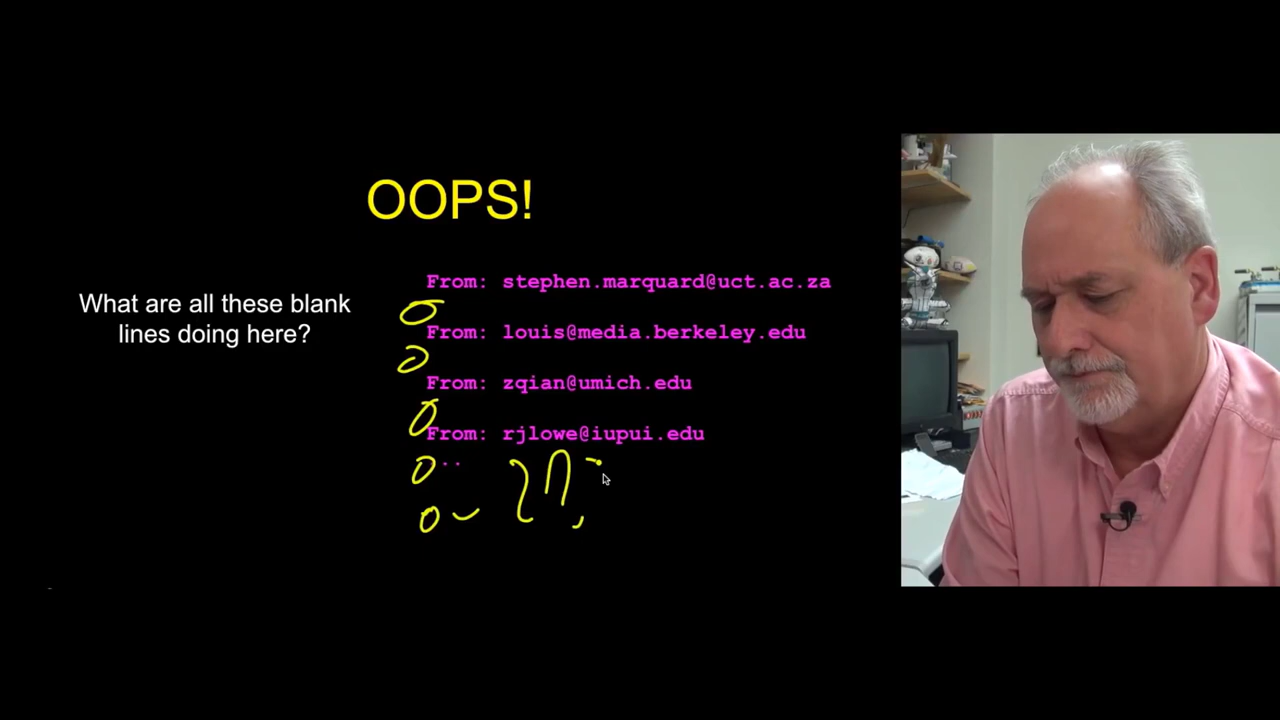 OOPS!
What are all these blank
lines doing here?
From: stephen.marquard@uct.ac.za
From: louis@media.berkeley.edu
From: zqian@umich.edu
From: rjlowe@iupui.edu